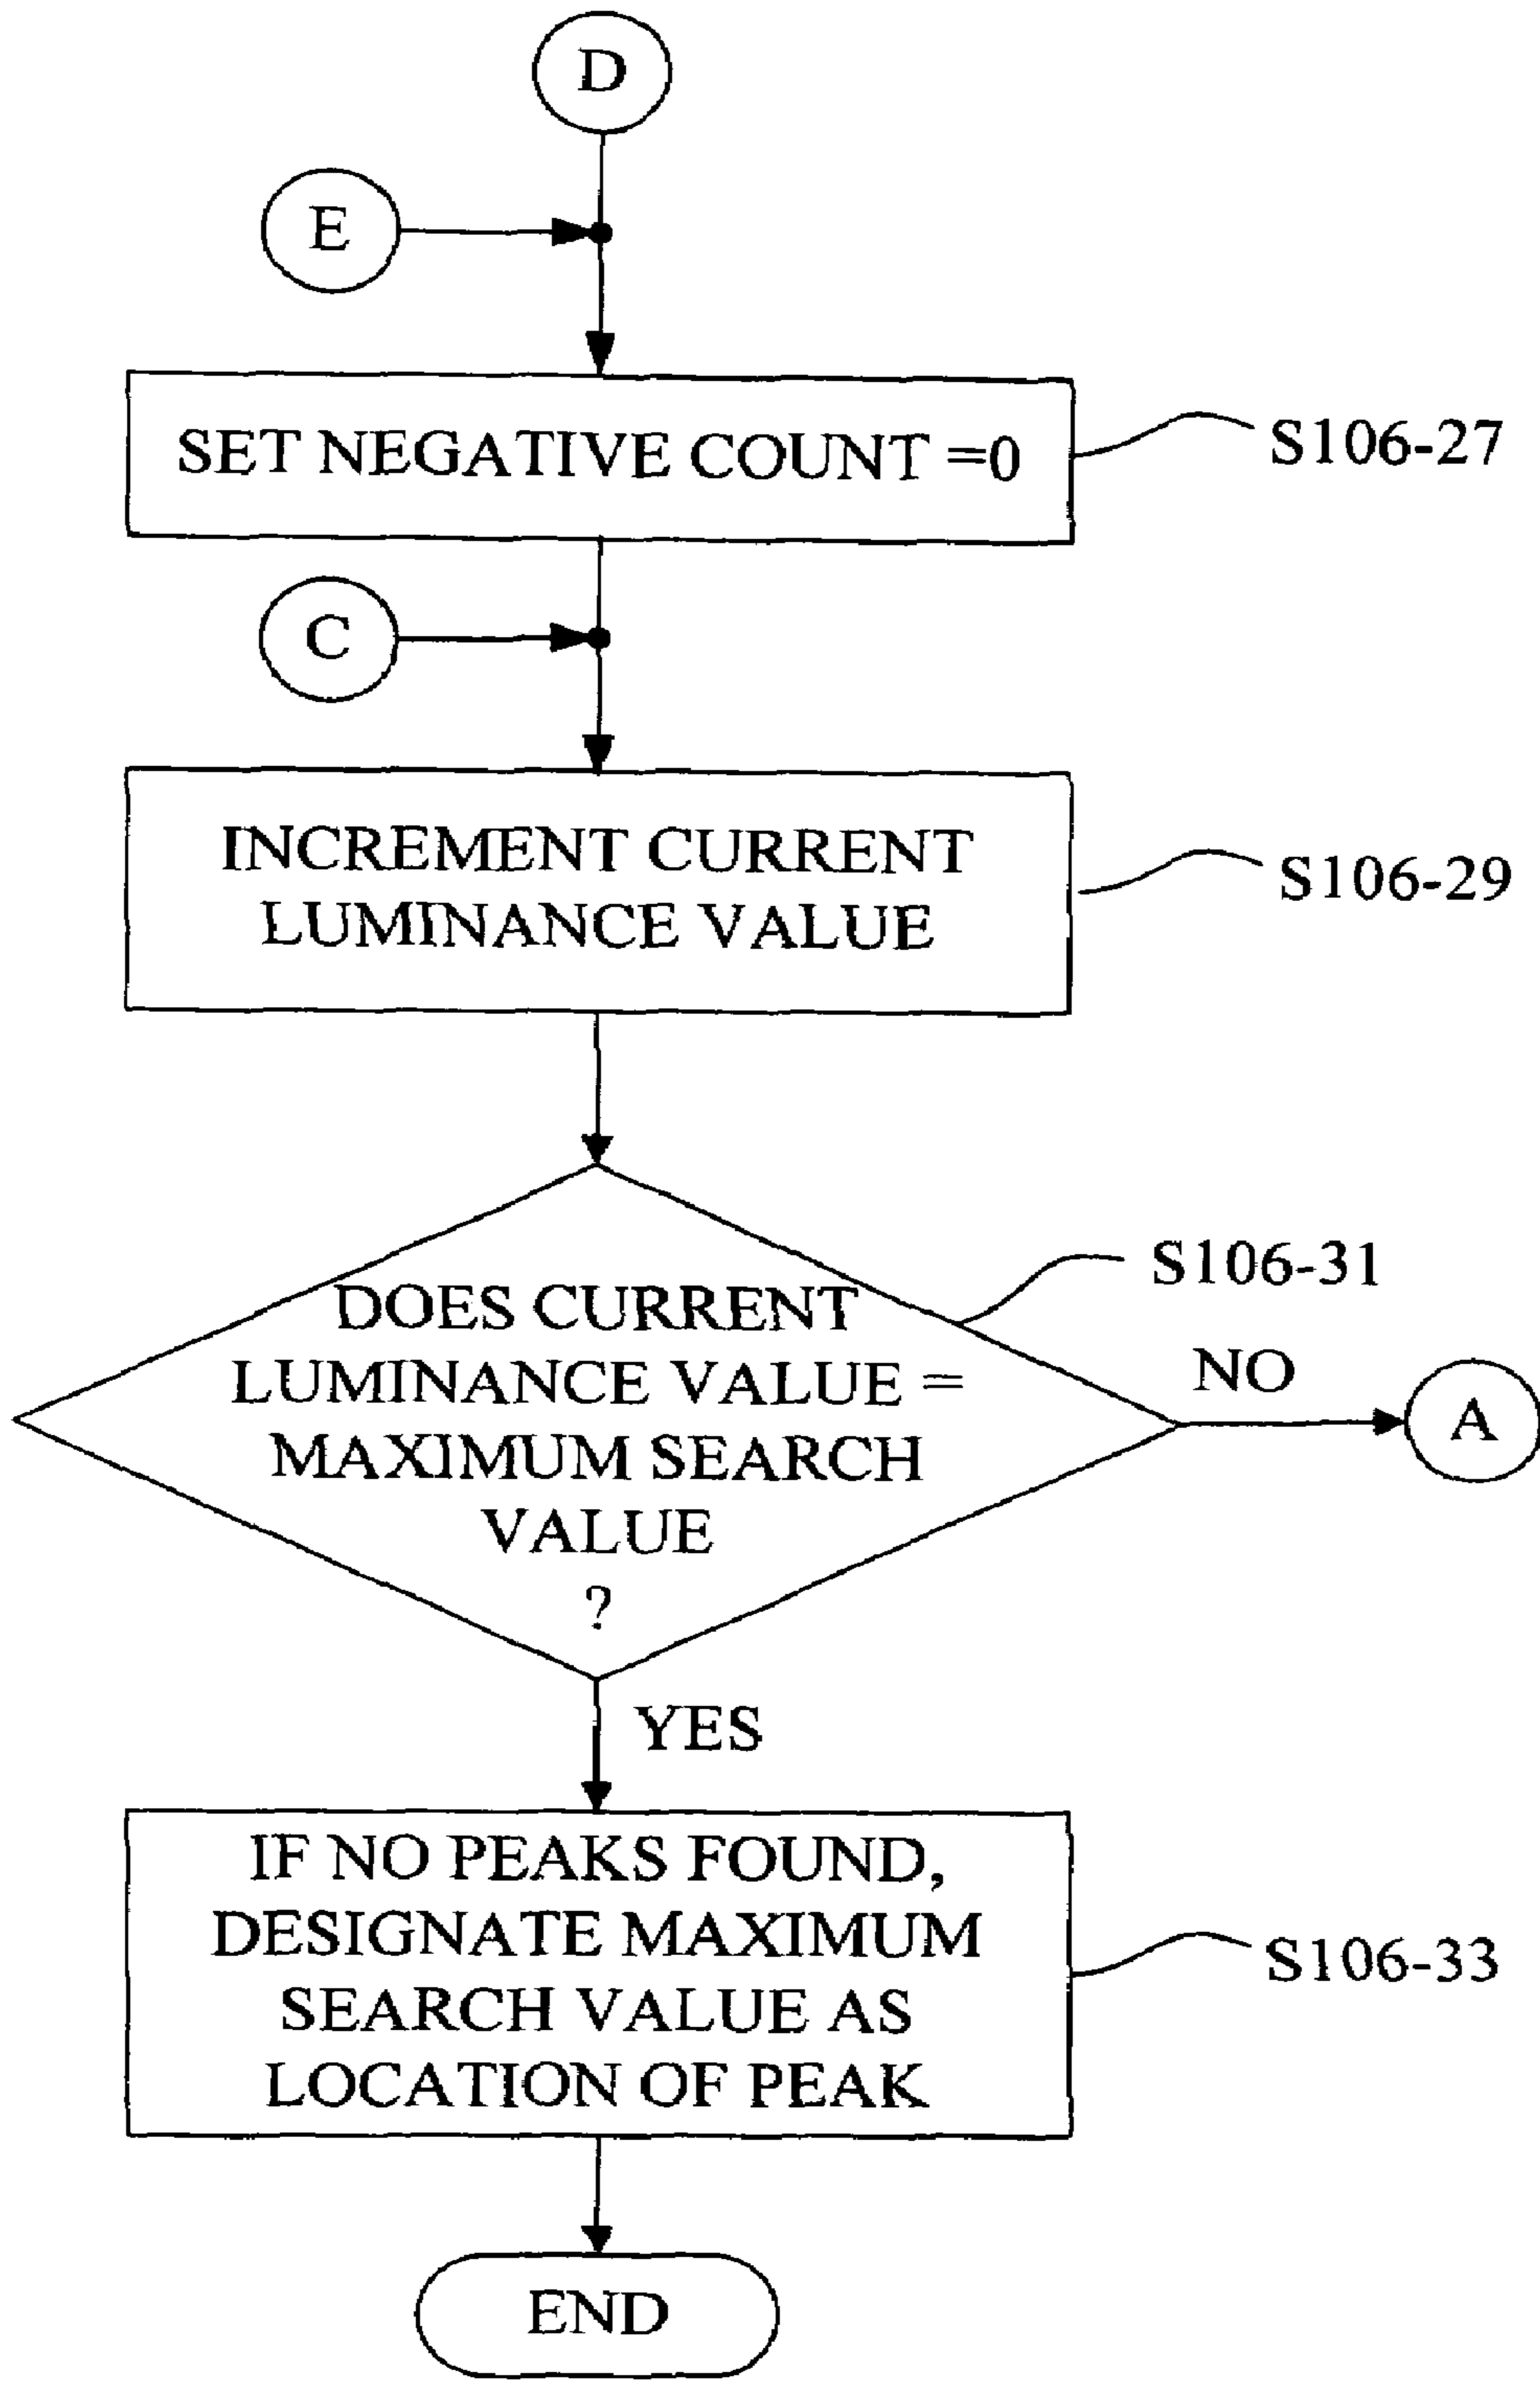 D
E
SET NEGATIVE COUNT =0
S106-27
C
INCREMENT CURRENT
LUMINANCE VALUE
S106-29
S106-31
DOES CURRENT
LUMINANCE VALUE =
MAXIMUM SEARCH
VALUE
?
NO
A
YES
IF NO PEAKS FOUND,
DESIGNATE MAXIMUM
SEARCH VALUE AS
LOCATION OF PEAK
S106-33
END